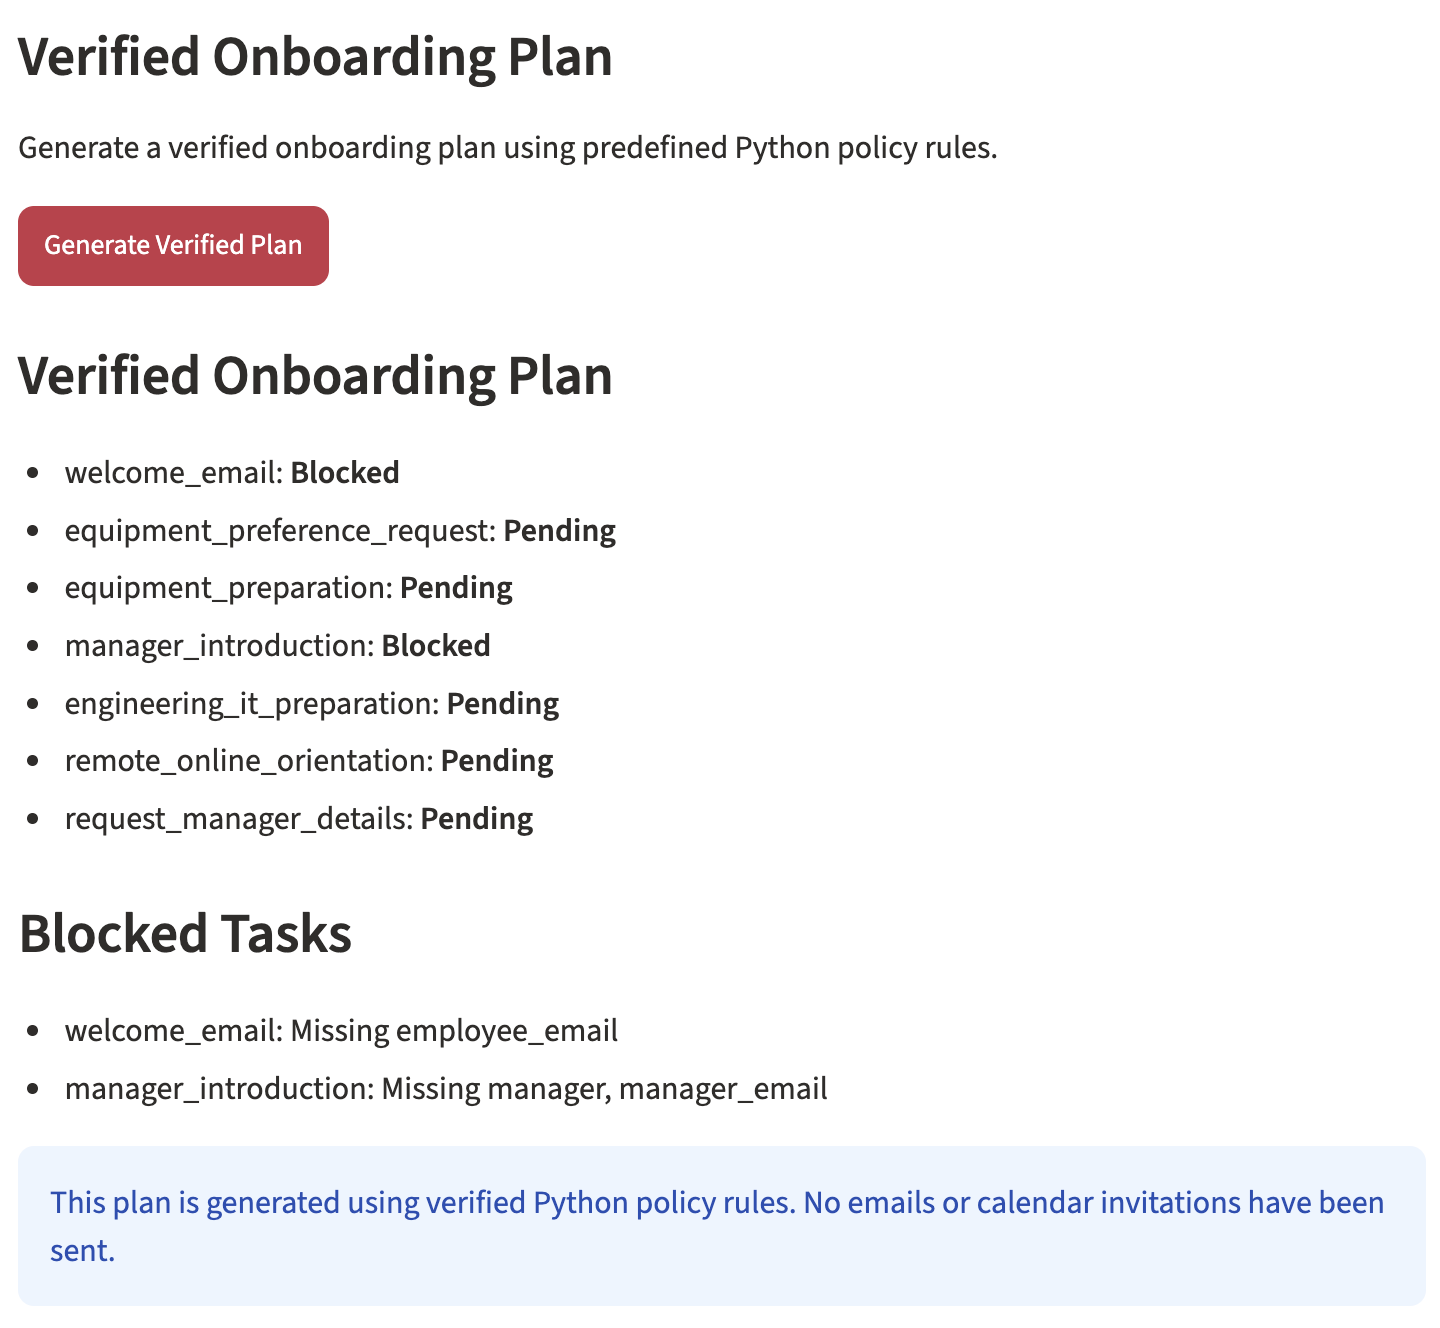 Verified Onboarding Plan
Generate a verified onboarding plan using predefined Python policy rules.
Generate Verified Plan
Verified Onboarding Plan
• welcome_email: Blocked
• equipment_preference_request: Pending
• equipment_preparation: Pending
• manager_introduction: Blocked
• engineering_it_preparation: Pending
• remote_online_orientation: Pending
• request_manager_details: Pending
Blocked Tasks
• welcome_email: Missing employee_email
• manager_introduction: Missing manager, manager_email
This plan is generated using verified Python policy rules. No emails or calendar invitations have been
sent.